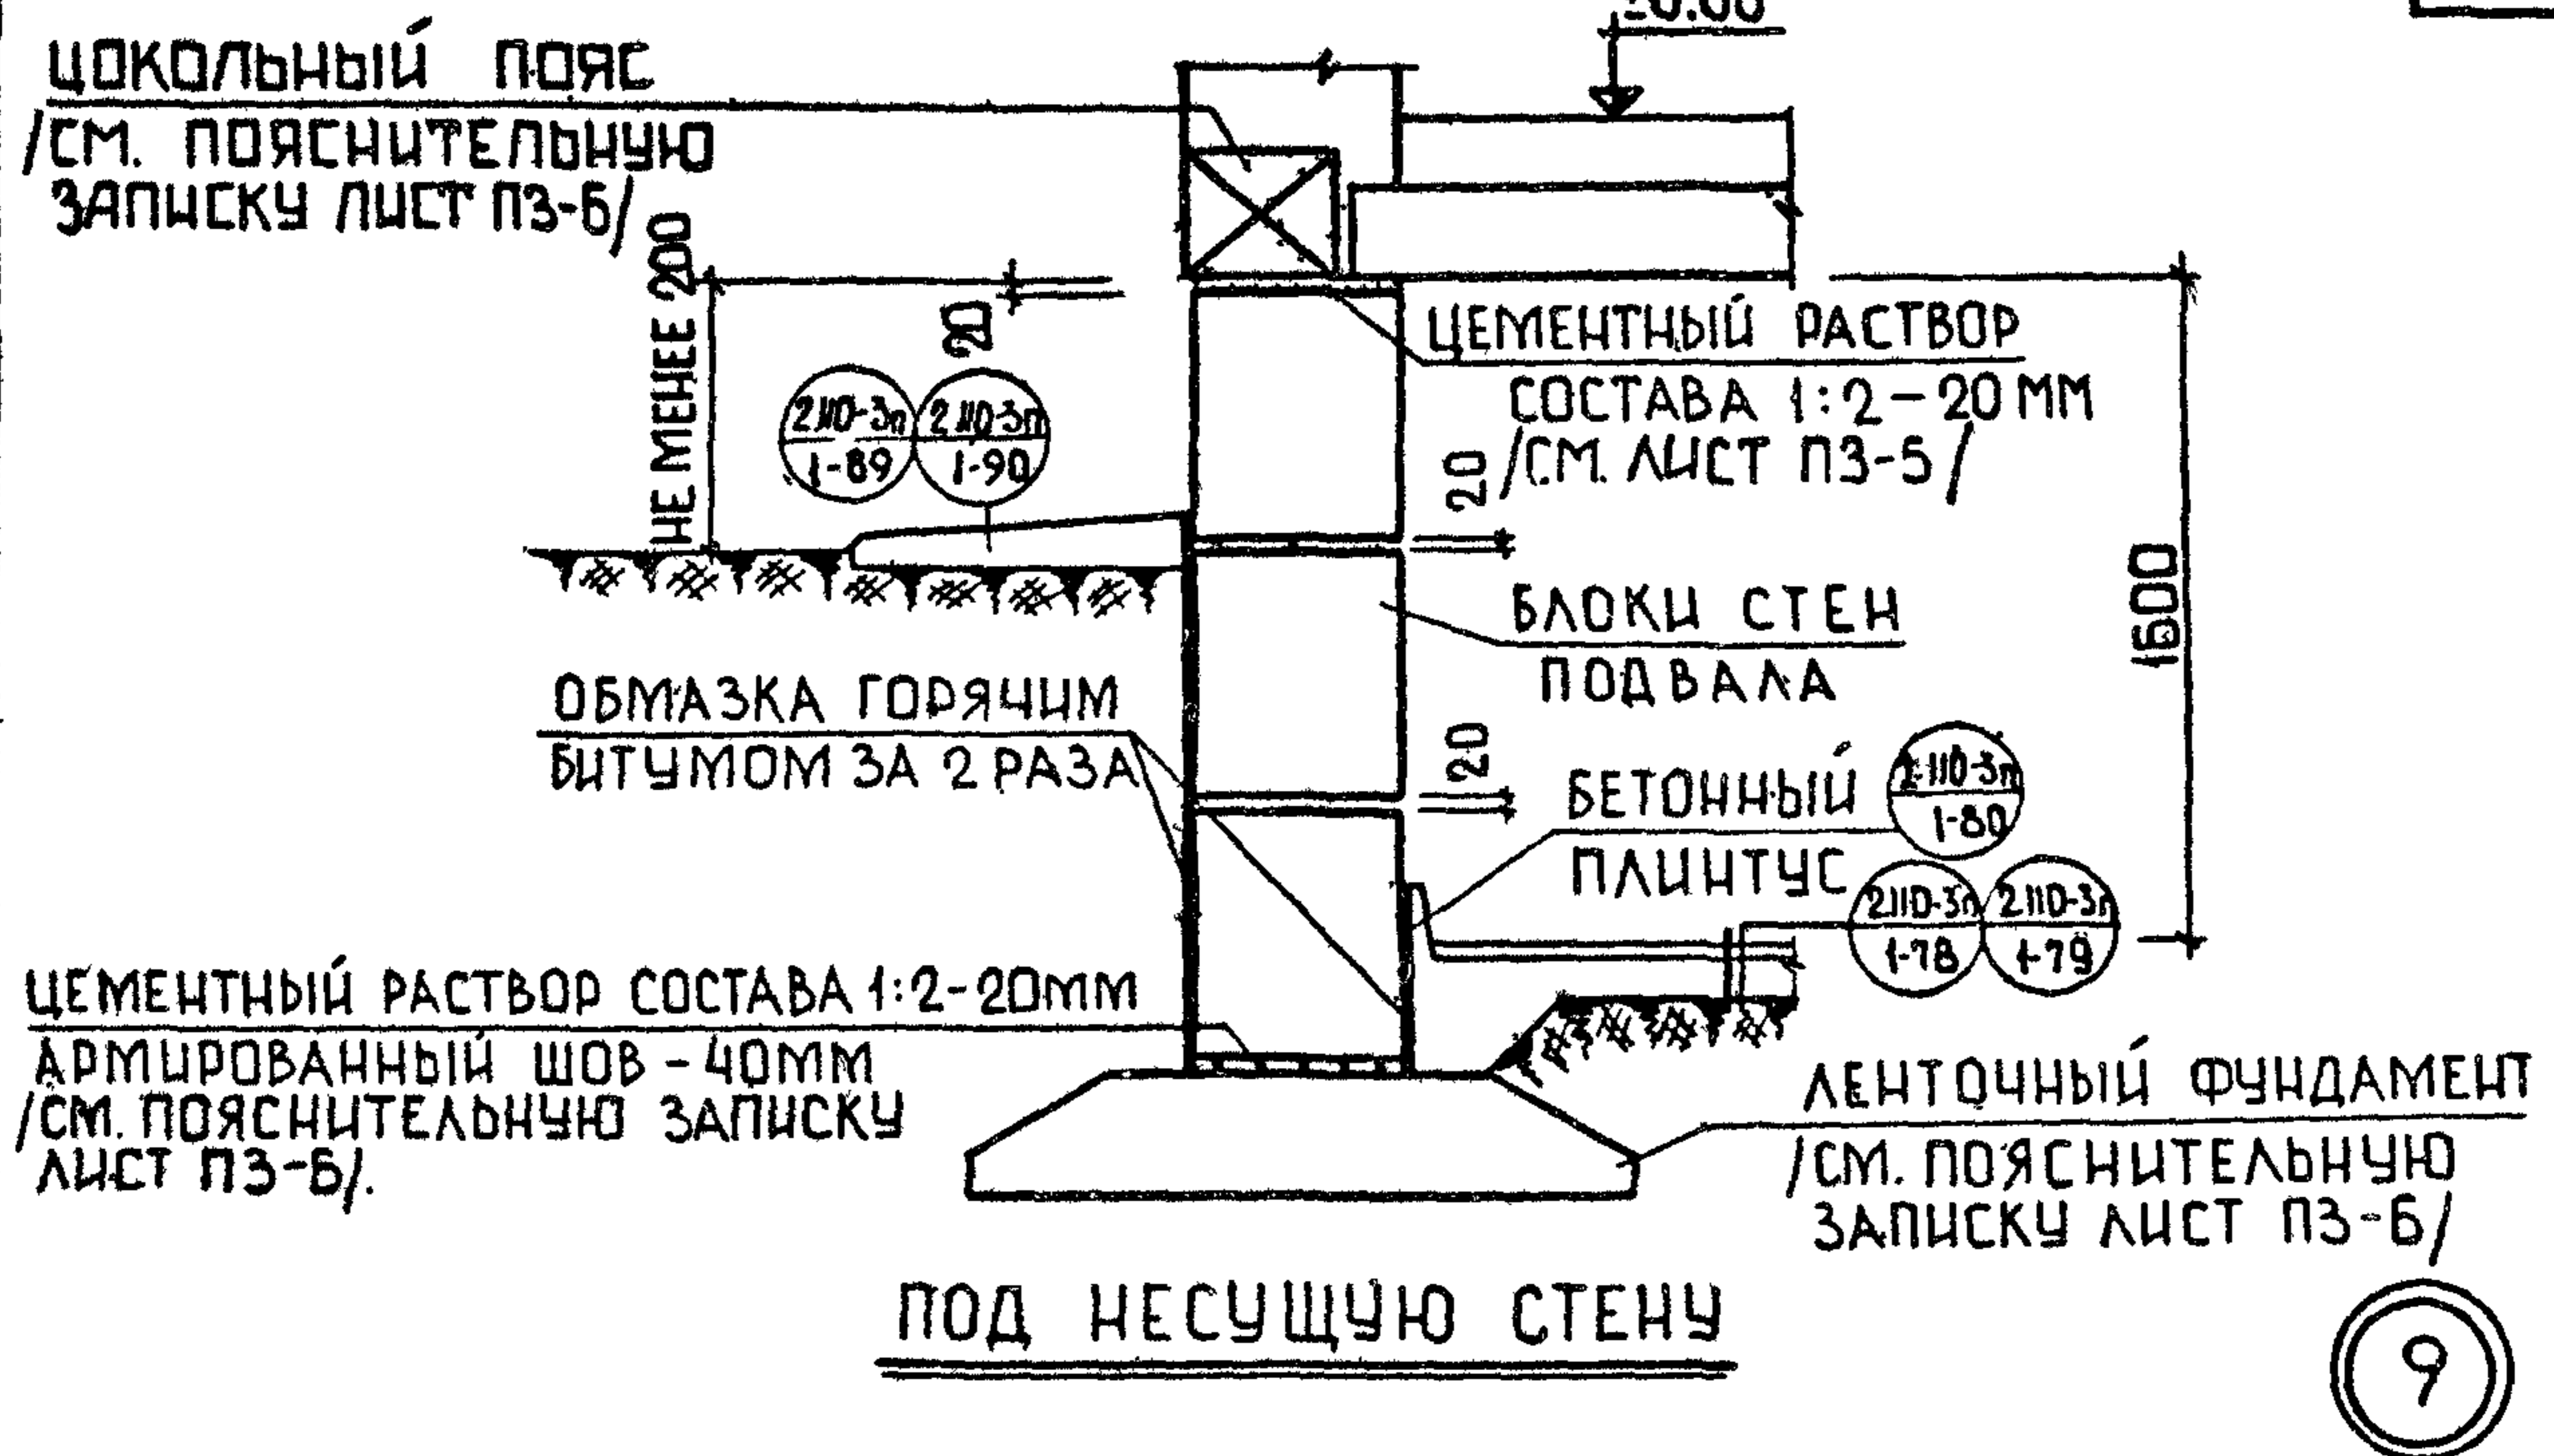 ЦОКОЛЬНЫЙ ПОЯС
/СМ. ПОЯСНИТЕЛЬНУЮ
ЗАПИСКУ ЛИСТ ПЗ-6/
НЕ МЕНЕЕ 200
20
2.110-3п
1-89
2.110-3п
1-90
ЦЕМЕНТНЫЙ РАСТВОР
СОСТАВА 1:2-20 ММ
/СМ. ЛИСТ ПЗ-5/
20
БЛОКИ СТЕН
ПОДВАЛА
1600
ОБМАЗКА ГОРЯЧИМ
БИТУМОМ ЗА 2 РАЗА
20
БЕТОННЫЙ
ПЛИНТУС
2.110-3п
1-80
2.110-3п
1-78
2.110-3п
1-79
ЦЕМЕНТНЫЙ РАСТВОР СОСТАВА 1:2-20ММ
АРМИРОВАННЫЙ ШОВ - 40ММ
/СМ. ПОЯСНИТЕЛЬНУЮ ЗАПИСКУ
ЛИСТ ПЗ-6/.
ЛЕНТОЧНЫЙ ФУНДАМЕНТ
/СМ. ПОЯСНИТЕЛЬНУЮ
ЗАПИСКУ ЛИСТ ПЗ-6/
ПОД НЕСУЩУЮ СТЕНУ
9